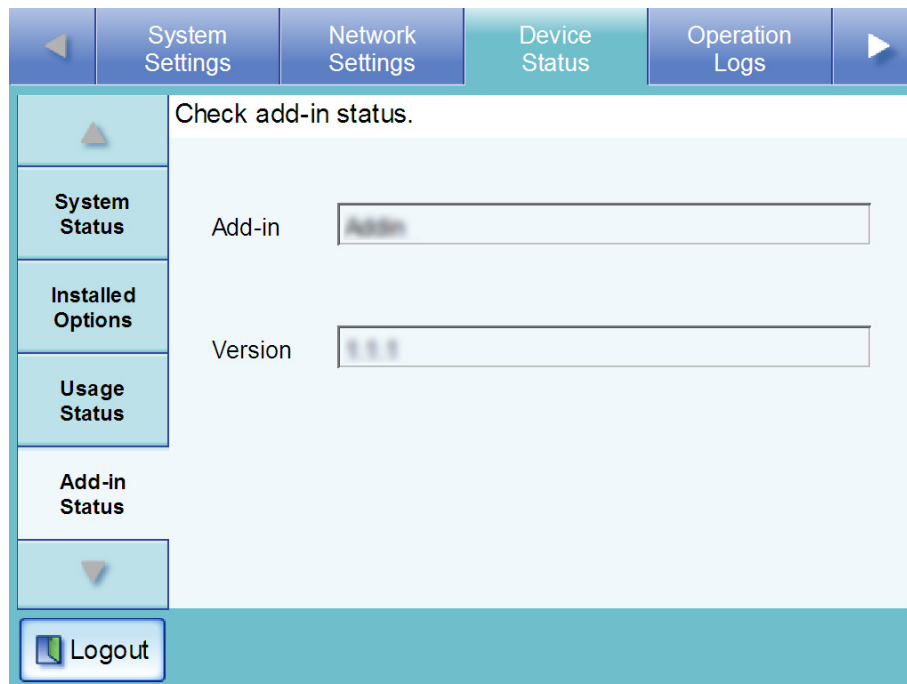 System
Settings
Network
Settings
Device
Status
Operation
Logs
Check add-in status.
System
Status
Installed
Options
Usage
Status
Add-in
Status
Add-in
Version
Logout